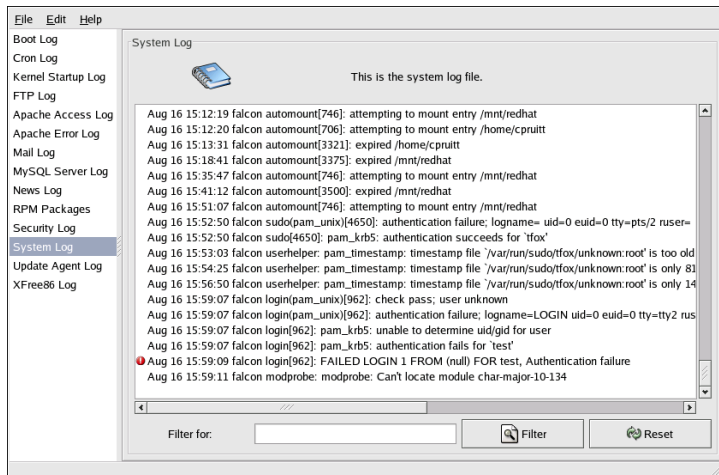 File Edit Help
Boot Log
Cron Log
Kernel Startup Log
FTP Log
Apache Access Log
Apache Error Log
Mail Log
MySQL Server Log
News Log
RPM Packages
Security Log
System Log
Update Agent Log
XFree86 Log
System Log
This is the system log file.
Aug 16 15:12:19 falcon automount[746]: attempting to mount entry /mnt/redhat
Aug 16 15:12:20 falcon automount[706]: attempting to mount entry /home/cpruitt
Aug 16 15:13:31 falcon automount[3321]: expired /home/cpruitt
Aug 16 15:18:41 falcon automount[3375]: expired /mnt/redhat
Aug 16 15:35:47 falcon automount[746]: attempting to mount entry /mnt/redhat
Aug 16 15:41:12 falcon automount[3500]: expired /mnt/redhat
Aug 16 15:51:07 falcon automount[746]: attempting to mount entry /mnt/redhat
Aug 16 15:52:50 falcon sudo(pam_unix)[4650]: authentication failure; logname= uid=0 euid=0 tty=pts/2 ruser=
Aug 16 15:52:50 falcon sudo[4650]: pam_krb5: authentication succeeds for `tfox'
Aug 16 15:53:03 falcon userhelper: pam_timestamp: timestamp file `/var/run/sudo/tfox/unknown:root' is too old
Aug 16 15:54:25 falcon userhelper: pam_timestamp: timestamp file `/var/run/sudo/tfox/unknown:root' is only 81
Aug 16 15:56:50 falcon userhelper: pam_timestamp: timestamp file `/var/run/sudo/tfox/unknown:root' is only 14
Aug 16 15:59:07 falcon login(pam_unix)[962]: check pass; user unknown
Aug 16 15:59:07 falcon login(pam_unix)[962]: authentication failure; logname=LOGIN uid=0 euid=0 tty=tty2 rus
Aug 16 15:59:07 falcon login[962]: pam_krb5: unable to determine uid/gid for user
Aug 16 15:59:07 falcon login[962]: pam_krb5: authentication fails for `test'
Aug 16 15:59:09 falcon login[962]: FAILED LOGIN 1 FROM (null) FOR test, Authentication failure
Aug 16 15:59:11 falcon modprobe: modprobe: Can't locate module char-major-10-134
Filter for:
Filter
Reset